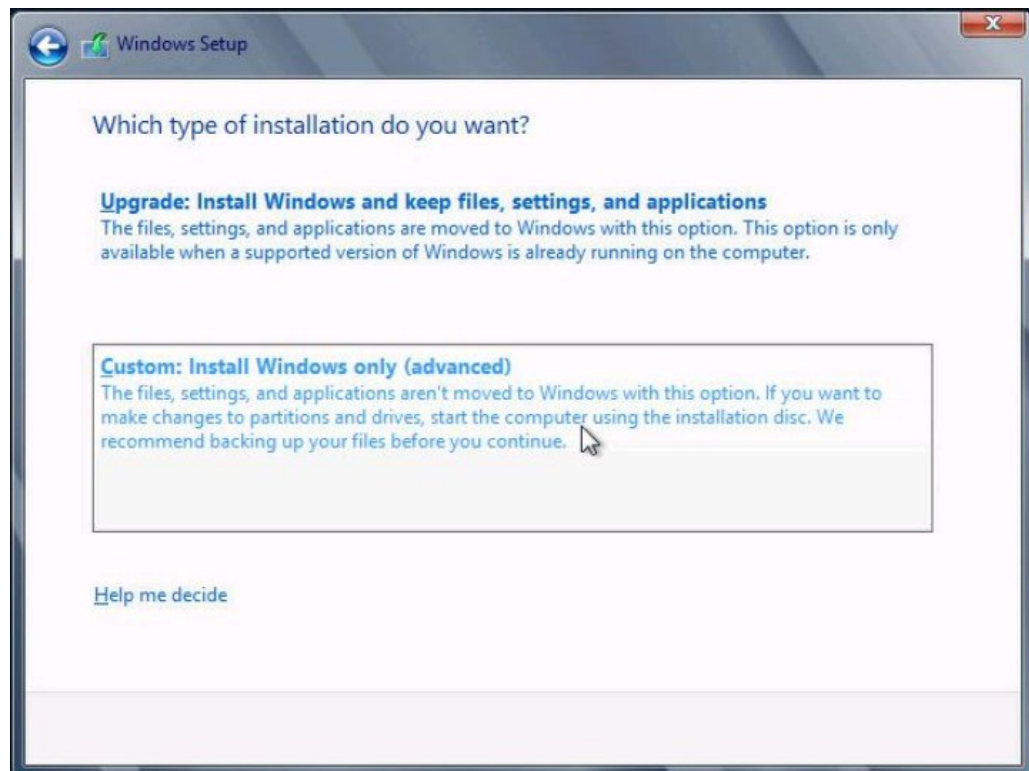 Windows Setup
Which type of installation do you want?
Upgrade: Install Windows and keep files, settings, and applications
The files, settings, and applications are moved to Windows with this option. This option is only
available when a supported version of Windows is already running on the computer.
Custom: Install Windows only (advanced)
The files, settings, and applications aren't moved to Windows with this option. If you want to
make changes to partitions and drives, start the computer using the installation disc. We
recommend backing up your files before you continue.
Help me decide